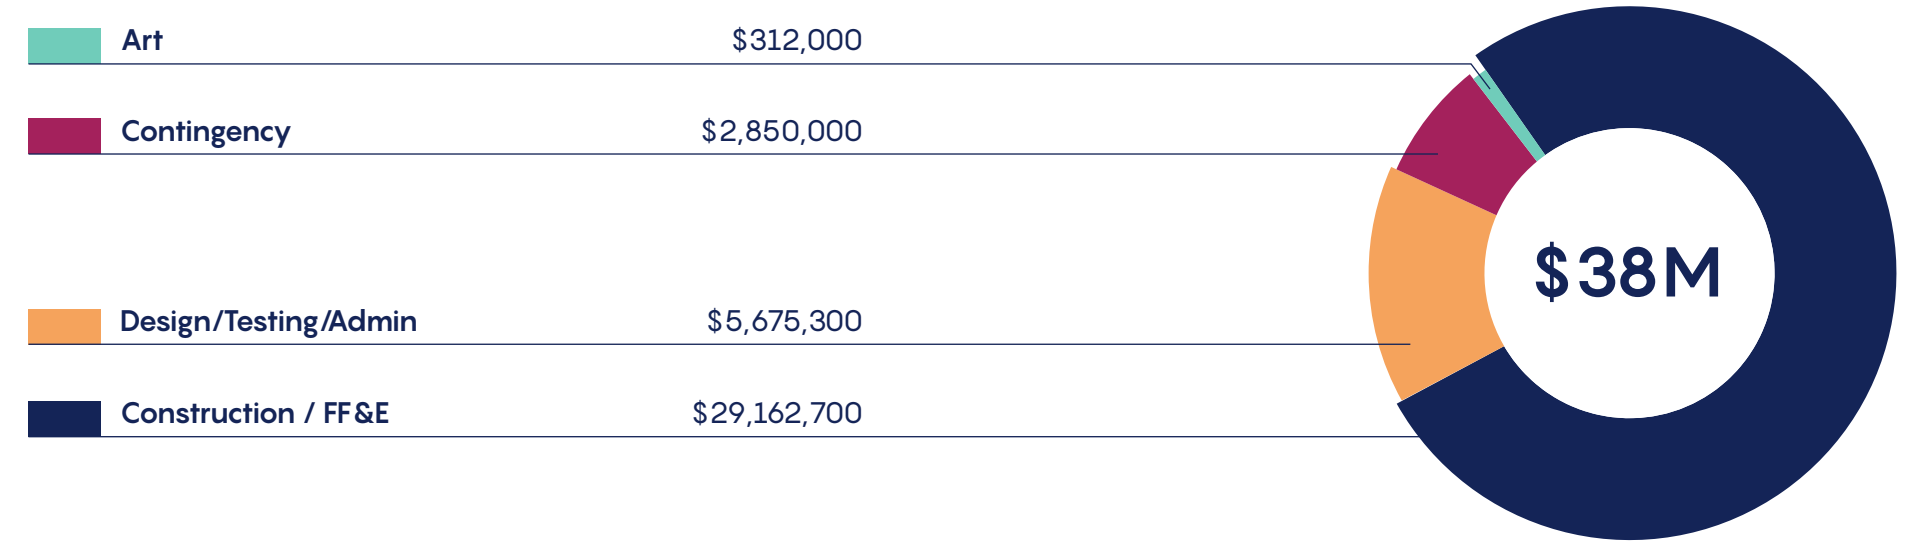 Art $312,000
Contingency $2,850,000
$38M
Design/Testing/Admin $5,675,300
Construction / FF&E $29,162,700